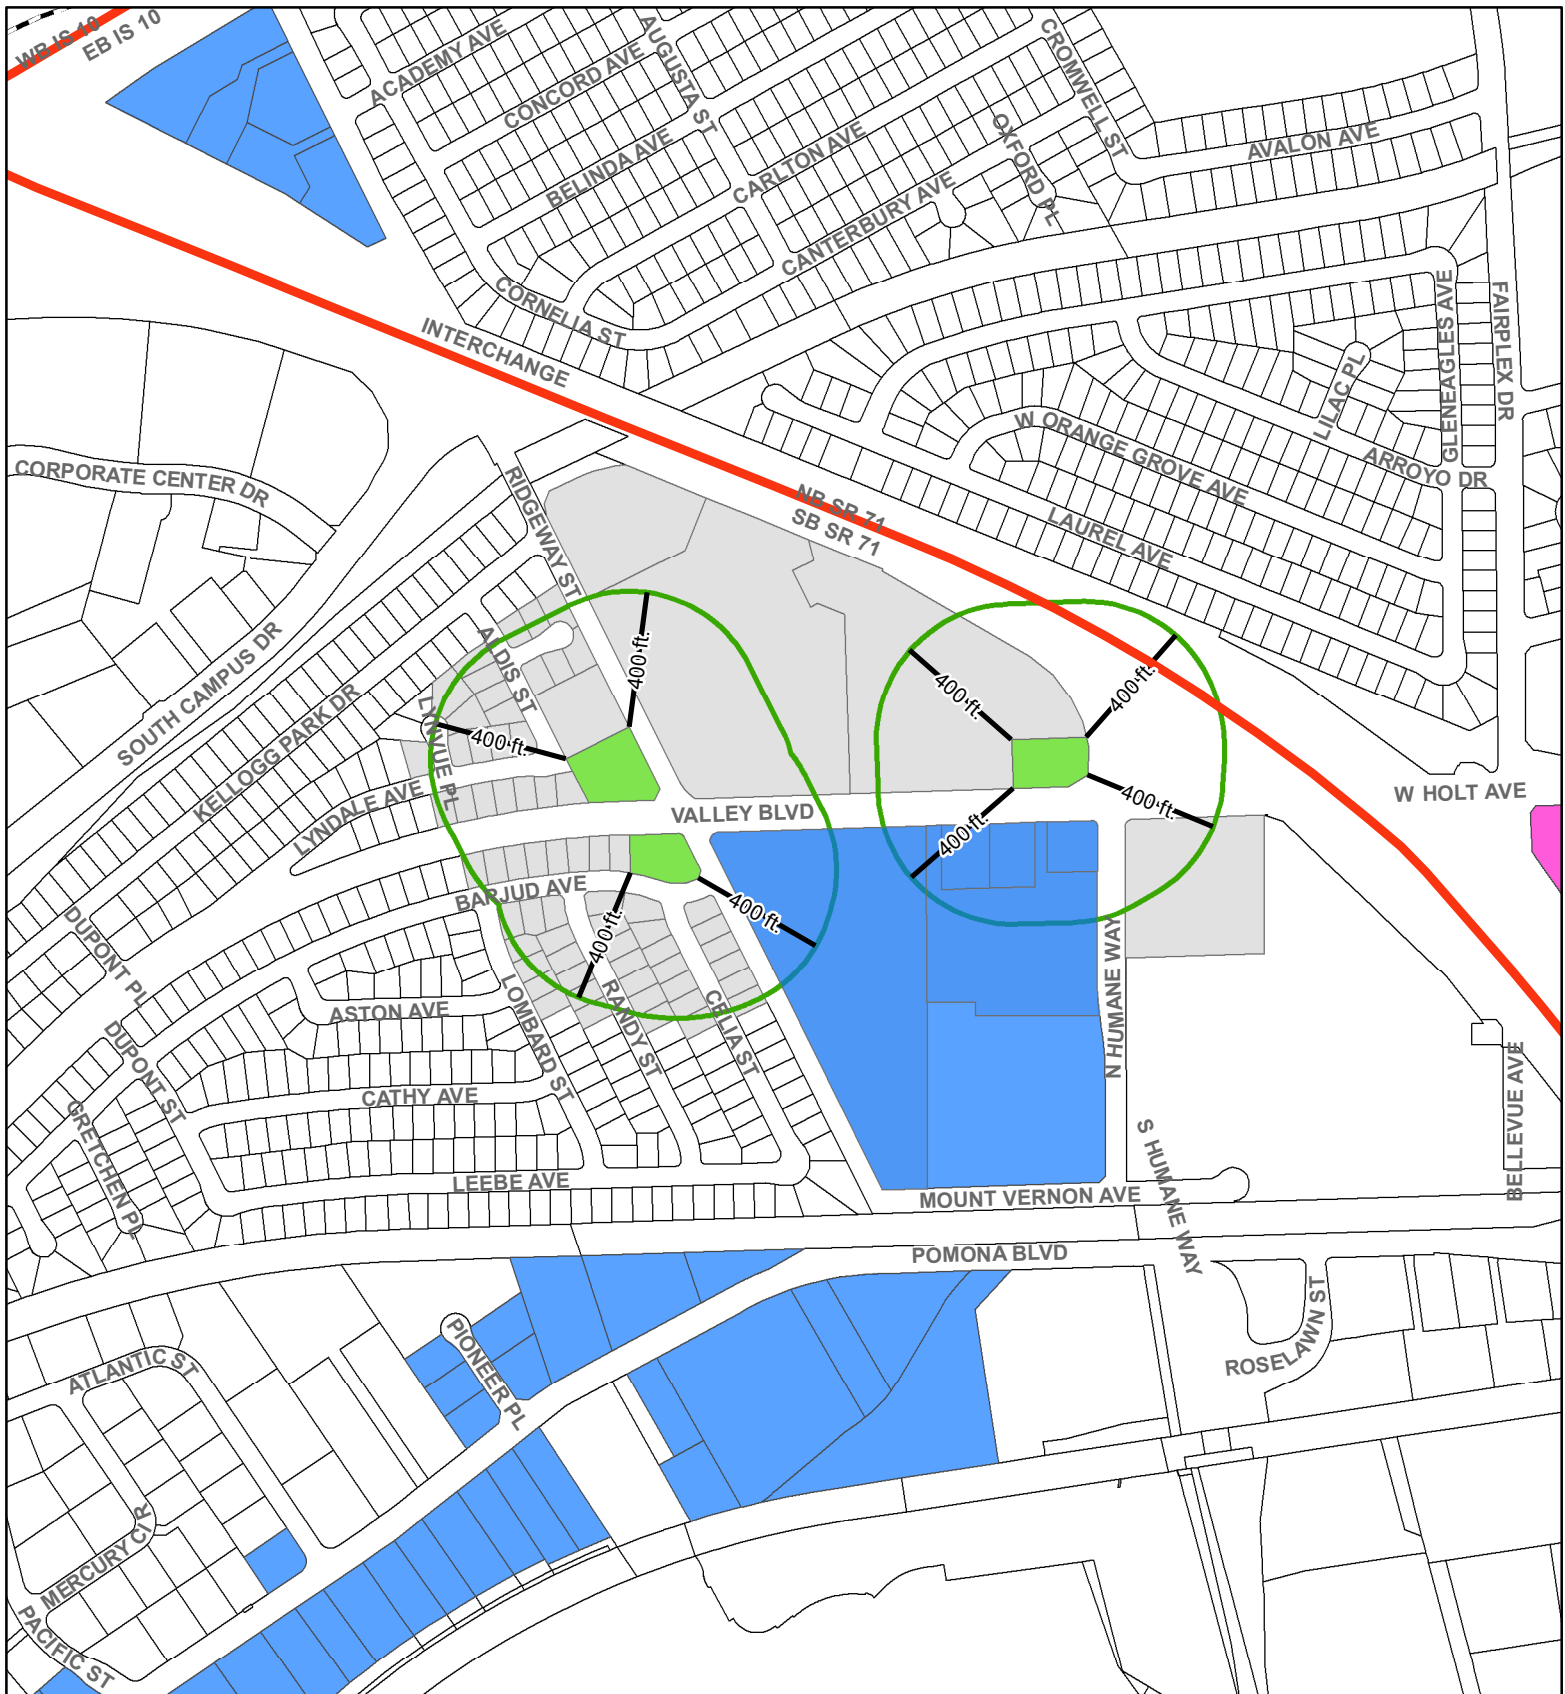 WB IS 10
EB IS 10
ACADEMY AVE
CONCORD AVE
AUGUSTA ST
BELINDA AVE
CARLTON AVE
CANTERBURY AVE
OXFORD PL
CROMWELL ST
AVALON AVE
CORNELIA ST
INTERCHANGE
FAIRPLEX DR
GLENEAGLES AVE
LILAC PL
W ORANGE GROVE AVE
ARROYO DR
LAUREL AVE
NB SR 71
SB SR 71
CORPORATE CENTER DR
RIDGEWAY ST
SOUTH CAMPUS DR
KELLOGG PARK DR
ALDIS ST
LYNVUE PL
LYNDALE AVE
400 ft.
400 ft.
400 ft.
400 ft.
400 ft.
400 ft.
400 ft.
400 ft.
VALLEY BLVD
W HOLT AVE
BARJUD AVE
DUPONT PL
DUPONT ST
ASTON AVE
LOMBARD ST
RANDY ST
CELIA ST
N HUMANE WAY
CATHY AVE
GRETCHEN PL
LEEBE AVE
MOUNT VERNON AVE
S HUMANE WAY
BELLEVUE AVE
POMONA BLVD
PIONEER PL
ROSELAWN ST
ATLANTIC ST
MERCURY CIR
PACIFIC ST